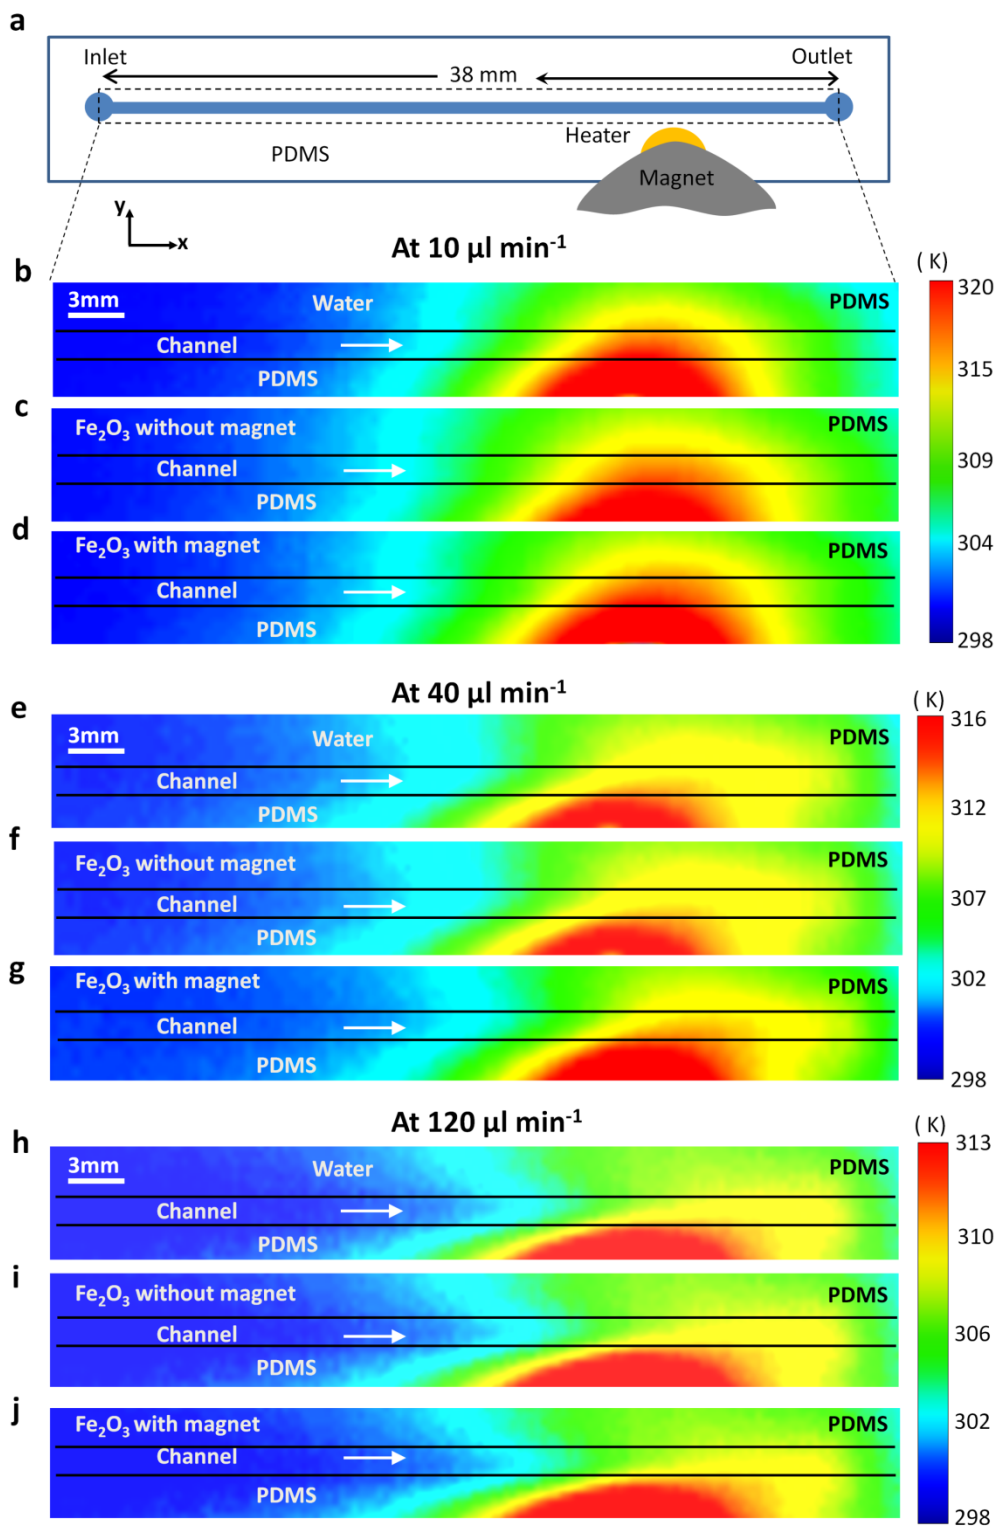 a
Inlet
38 mm
Outlet
Heater
PDMS
Magnet
y
x
At 10 µl min⁻¹
( K)
b
3mm
Water
PDMS
Channel
PDMS
320
315
309
304
298
c
Fe₂O₃ without magnet
PDMS
Channel
PDMS
d
Fe₂O₃ with magnet
PDMS
Channel
PDMS
At 40 µl min⁻¹
( K)
e
3mm
Water
PDMS
Channel
PDMS
316
312
307
302
298
f
Fe₂O₃ without magnet
PDMS
Channel
PDMS
g
Fe₂O₃ with magnet
PDMS
Channel
PDMS
At 120 µl min⁻¹
( K)
h
3mm
Water
PDMS
Channel
PDMS
313
310
306
302
298
i
Fe₂O₃ without magnet
PDMS
Channel
PDMS
j
Fe₂O₃ with magnet
PDMS
Channel
PDMS